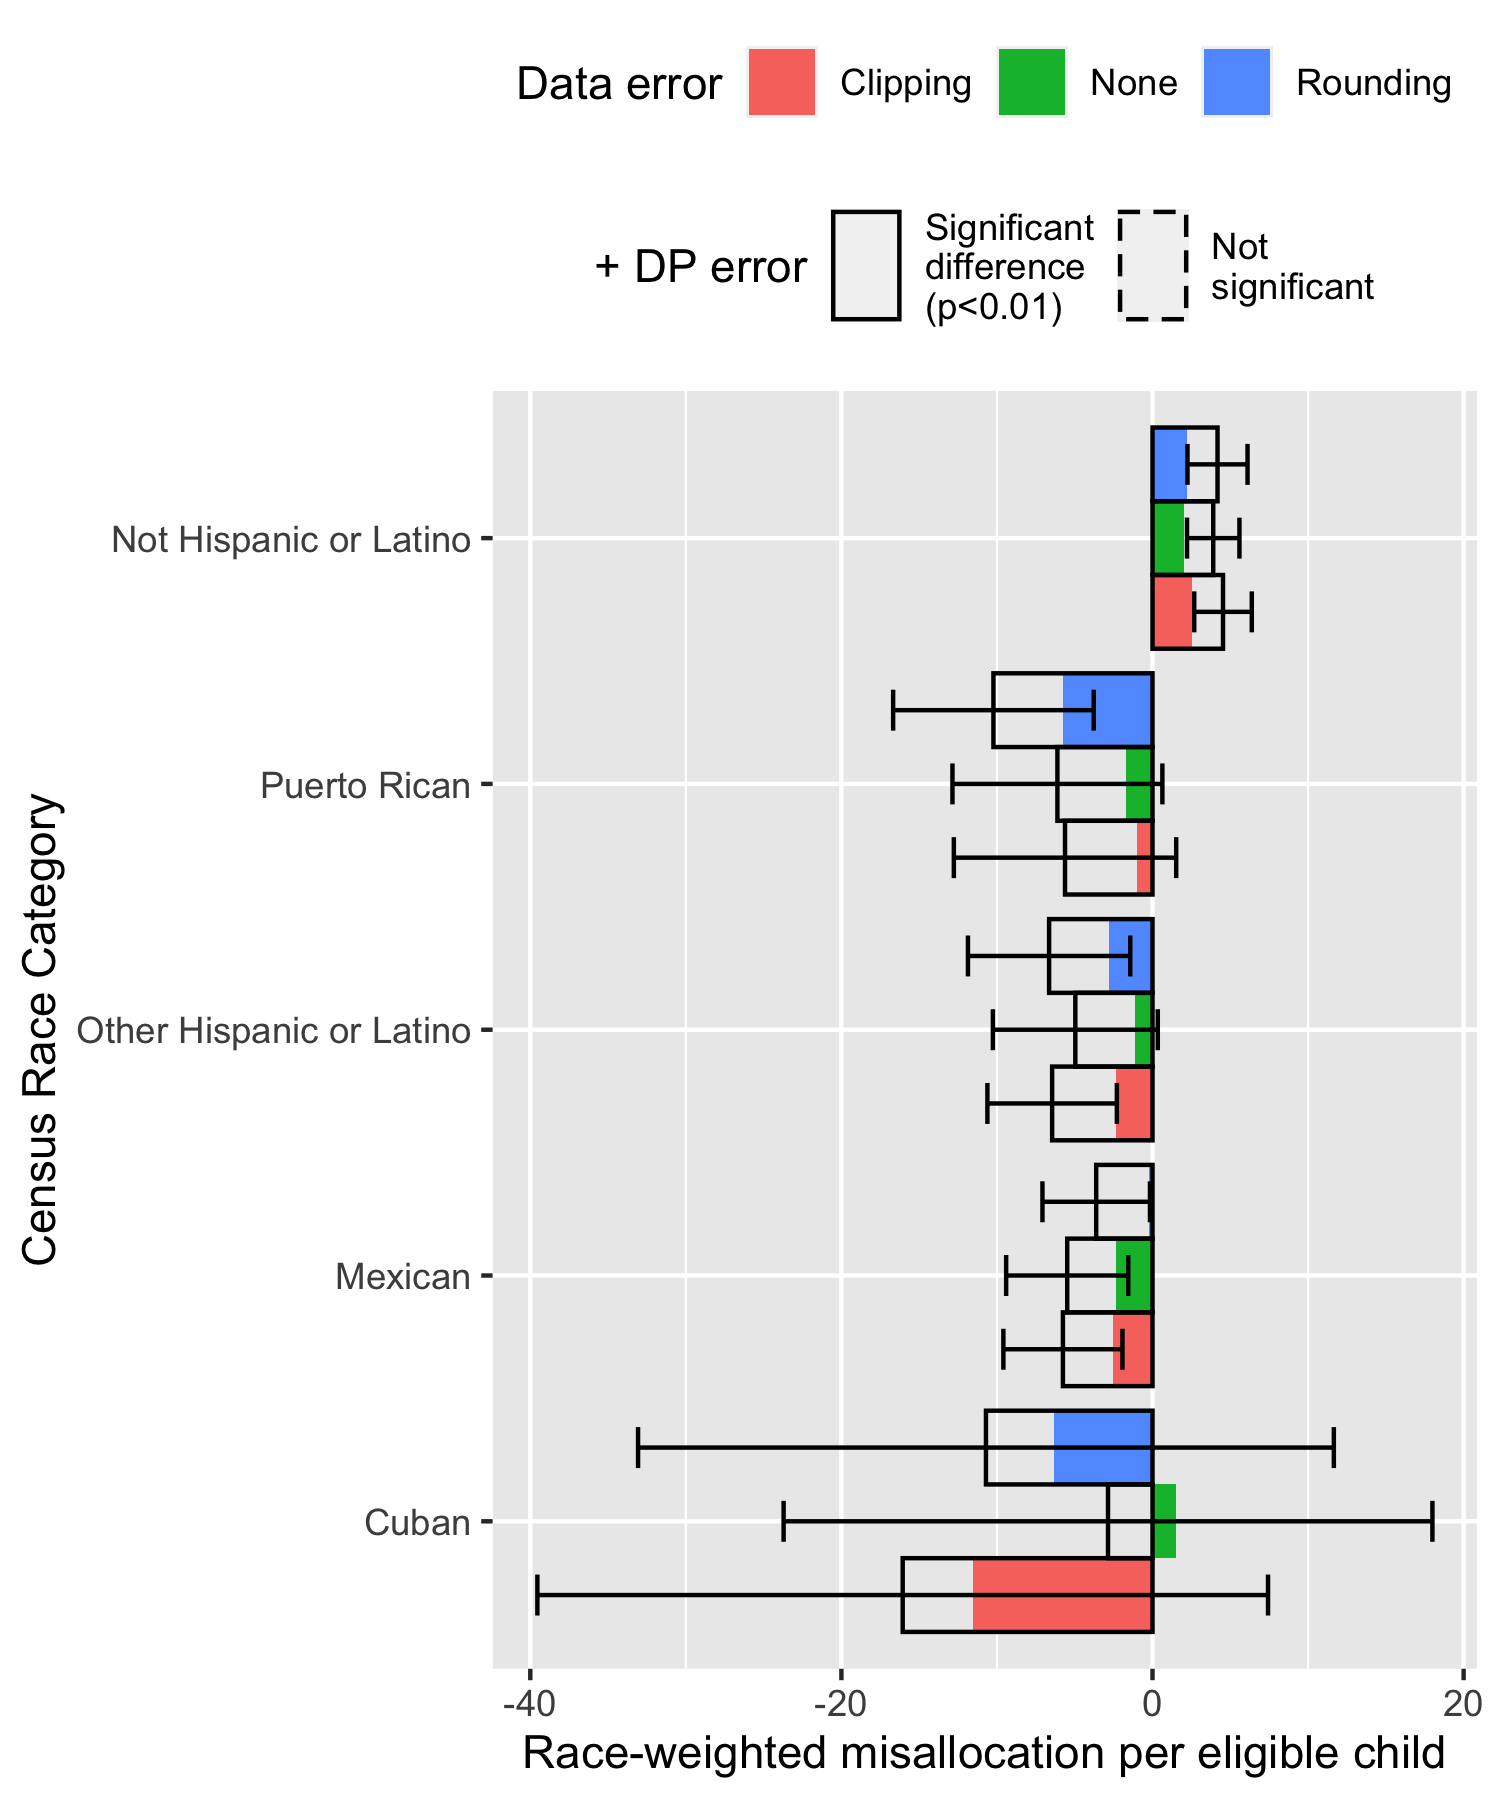 Data error Clipping None Rounding
+ DP error
Significant
difference
(p<0.01)
Not
significant
Census Race Category
Not Hispanic or Latino
Puerto Rican
Other Hispanic or Latino
Mexican
Cuban
-40 -20 0 20
Race-weighted misallocation per eligible child